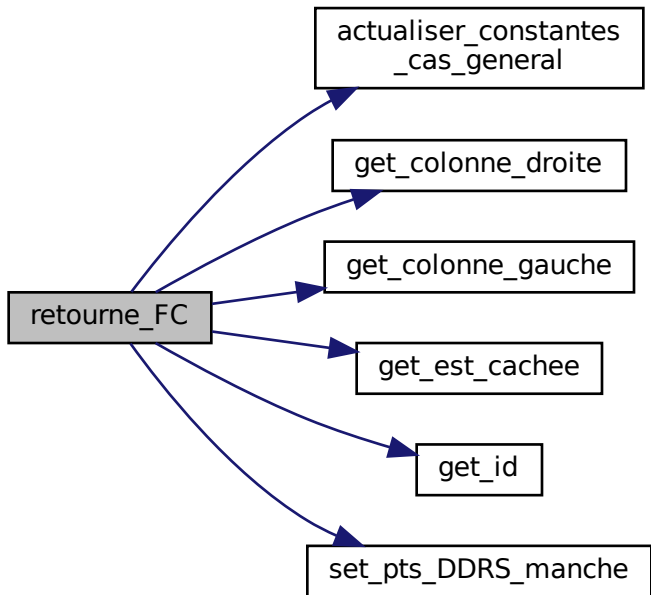 actualiser_constantes
_cas_general
get_colonne_droite
get_colonne_gauche
retourne_FC
get_est_cachee
get_id
set_pts_DDRS_manche